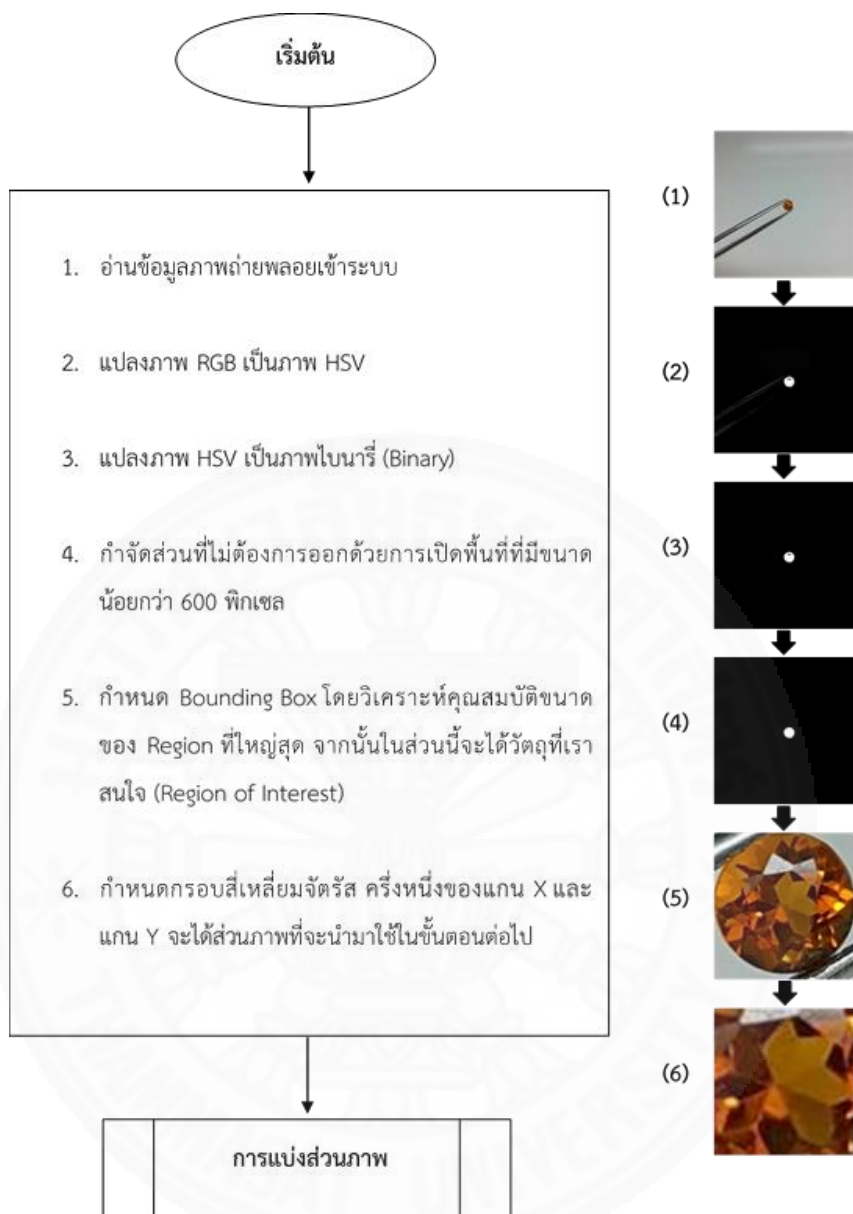 เริ่มต้น
1. อ่านข้อมูลภาพถ่ายพลอยเข้าระบบ
2. แปลงภาพ RGB เป็นภาพ HSV
3. แปลงภาพ HSV เป็นภาพไบนารี่ (Binary)
4. กำจัดส่วนที่ไม่ต้องการออกด้วยการเปิดพื้นที่ที่มีขนาด
น้อยกว่า 600 พิกเซล
5. กำหนด Bounding Box โดยวิเคราะห์คุณสมบัติขนาด
ของ Region ที่ใหญ่สุด จากนั้นในส่วนนี้จะได้วัตถุที่เรา
สนใจ (Region of Interest)
6. กำหนดกรอบสี่เหลี่ยมจัตุรัส ครึ่งหนึ่งของแกน X และ
แกน Y จะได้ส่วนภาพที่จะนำมาใช้ในขั้นตอนต่อไป
การแบ่งส่วนภาพ
(1)
(2)
(3)
(4)
(5)
(6)